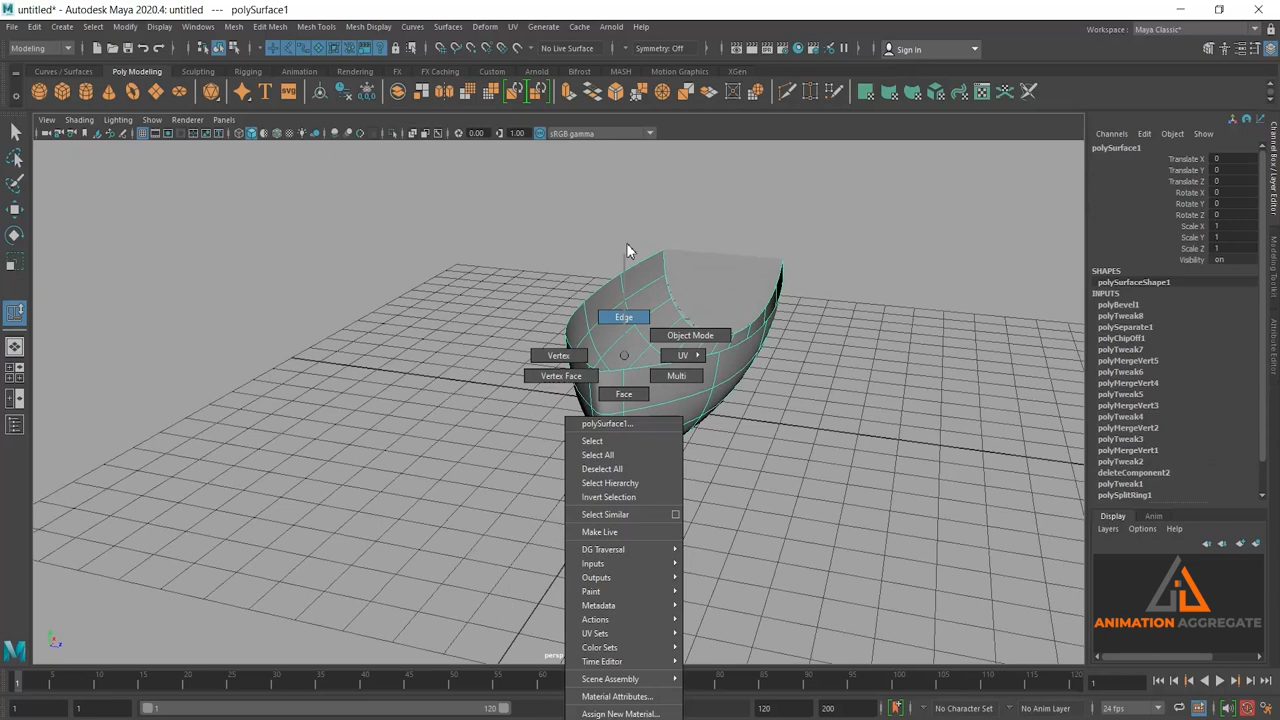 untitled* - Autodesk Maya 2020.4: untitled --- polySurface1
File Edit Create Select Modify Display Windows Mesh Edit Mesh Mesh Tools Mesh Display Curves Surfaces Deform UV Generate Cache Arnold Help
Workspace: Maya Classic*
Modeling No Live Surface Symmetry: Off Sign In
Curves / Surfaces Poly Modeling Sculpting Rigging Animation Rendering FX FX Caching Custom Arnold Bifrost MASH Motion Graphics XGen
View Shading Lighting Show Renderer Panels
0.00 1.00 sRGB gamma
Channels Edit Object Show
polySurface1
Translate X 0
Translate Y 0
Translate Z 0
Rotate X 0
Rotate Y 0
Rotate Z 0
Scale X 1
Scale Y 1
Scale Z 1
Visibility on
SHAPES
polySurfaceShape1
INPUTS
polyBevel1
polyTweak8
polySeparate1
polyChipOff1
polyTweak7
polyMergeVert5
polyTweak6
polyMergeVert4
polyTweak5
polyMergeVert3
polyTweak4
polyMergeVert2
polyTweak3
polyMergeVert1
polyTweak2
deleteComponent2
polyTweak1
polySplitRing1
Channel Box / Layer Editor
Modeling Toolkit
Attribute Editor
Edge
Object Mode
Vertex
UV
Vertex Face
Multi
Face
polySurface1...
Select
Select All
Deselect All
Select Hierarchy
Invert Selection
Select Similar
Make Live
DG Traversal
Inputs
Outputs
Paint
Metadata
Actions
UV Sets
Color Sets
Time Editor
Scene Assembly
Material Attributes...
Assign New Material...
Display Anim
Layers Options Help
ANIMATION AGGREGATE
1
1 1 1 120 120 200 No Character Set No Anim Layer 24 fps